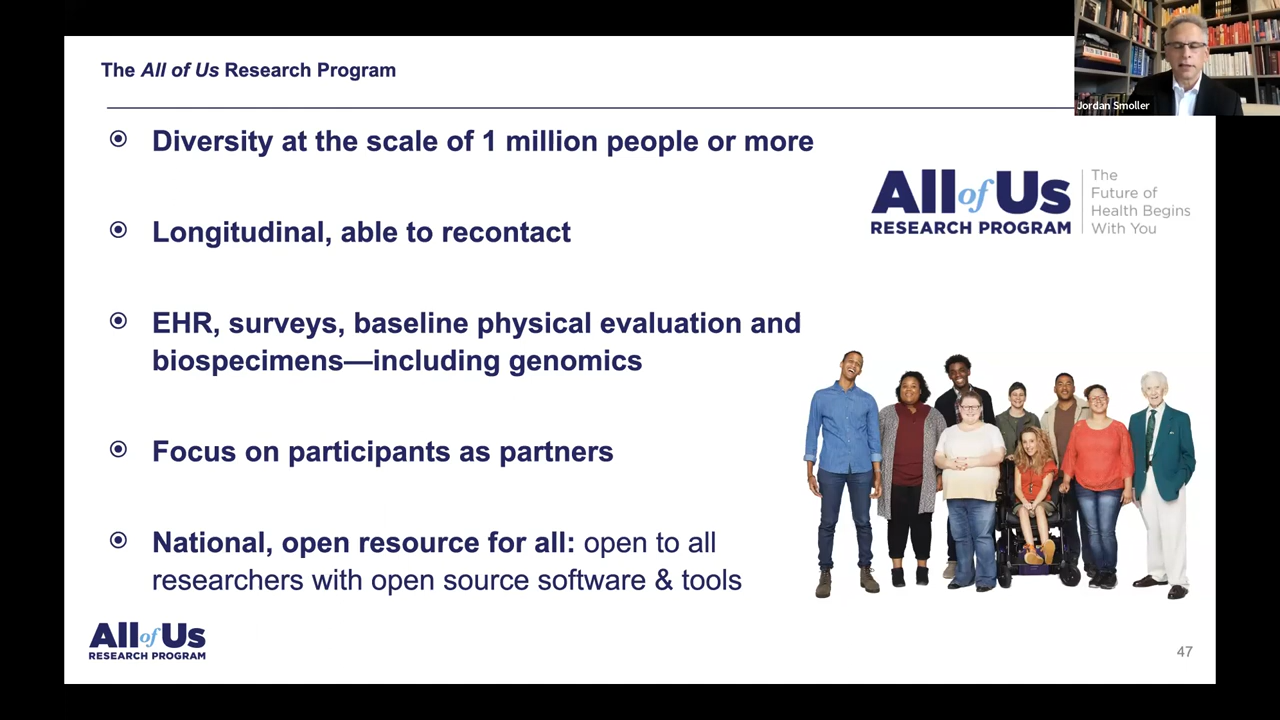 The All of Us Research Program
Jordan Smoller
Diversity at the scale of 1 million people or more
All of Us
RESEARCH PROGRAM
The
Future of
Health Begins
With You
Longitudinal, able to recontact
EHR, surveys, baseline physical evaluation and
biospecimens—including genomics
Focus on participants as partners
National, open resource for all: open to all
researchers with open source software & tools
All of Us
RESEARCH PROGRAM
47